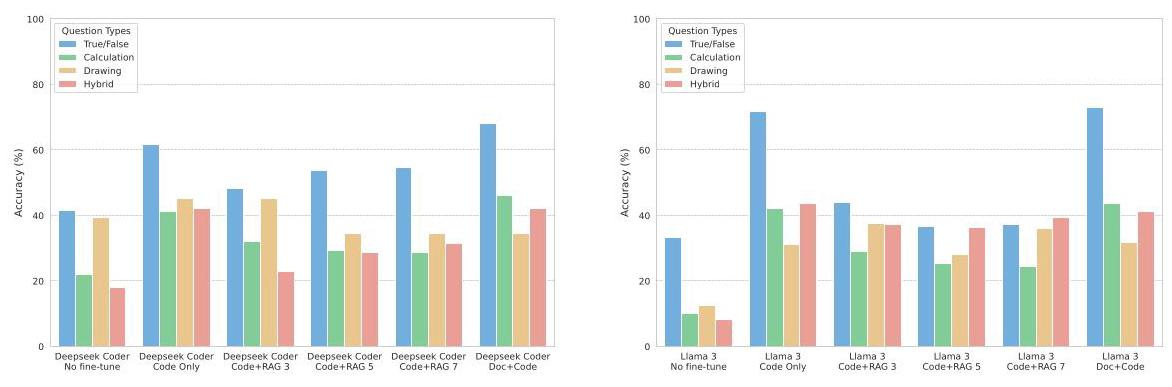 100
80
60
40
20
0
Accuracy (%)
Question Types
True/False
Calculation
Drawing
Hybrid
Deepseek Coder
No fine-tune
Deepseek Coder
Code Only
Deepseek Coder
Code+RAG 3
Deepseek Coder
Code+RAG 5
Deepseek Coder
Code+RAG 7
Deepseek Coder
Doc+Code
100
80
60
40
20
0
Accuracy (%)
Question Types
True/False
Calculation
Drawing
Hybrid
Llama 3
No fine-tune
Llama 3
Code Only
Llama 3
Code+RAG 3
Llama 3
Code+RAG 5
Llama 3
Code+RAG 7
Llama 3
Doc+Code